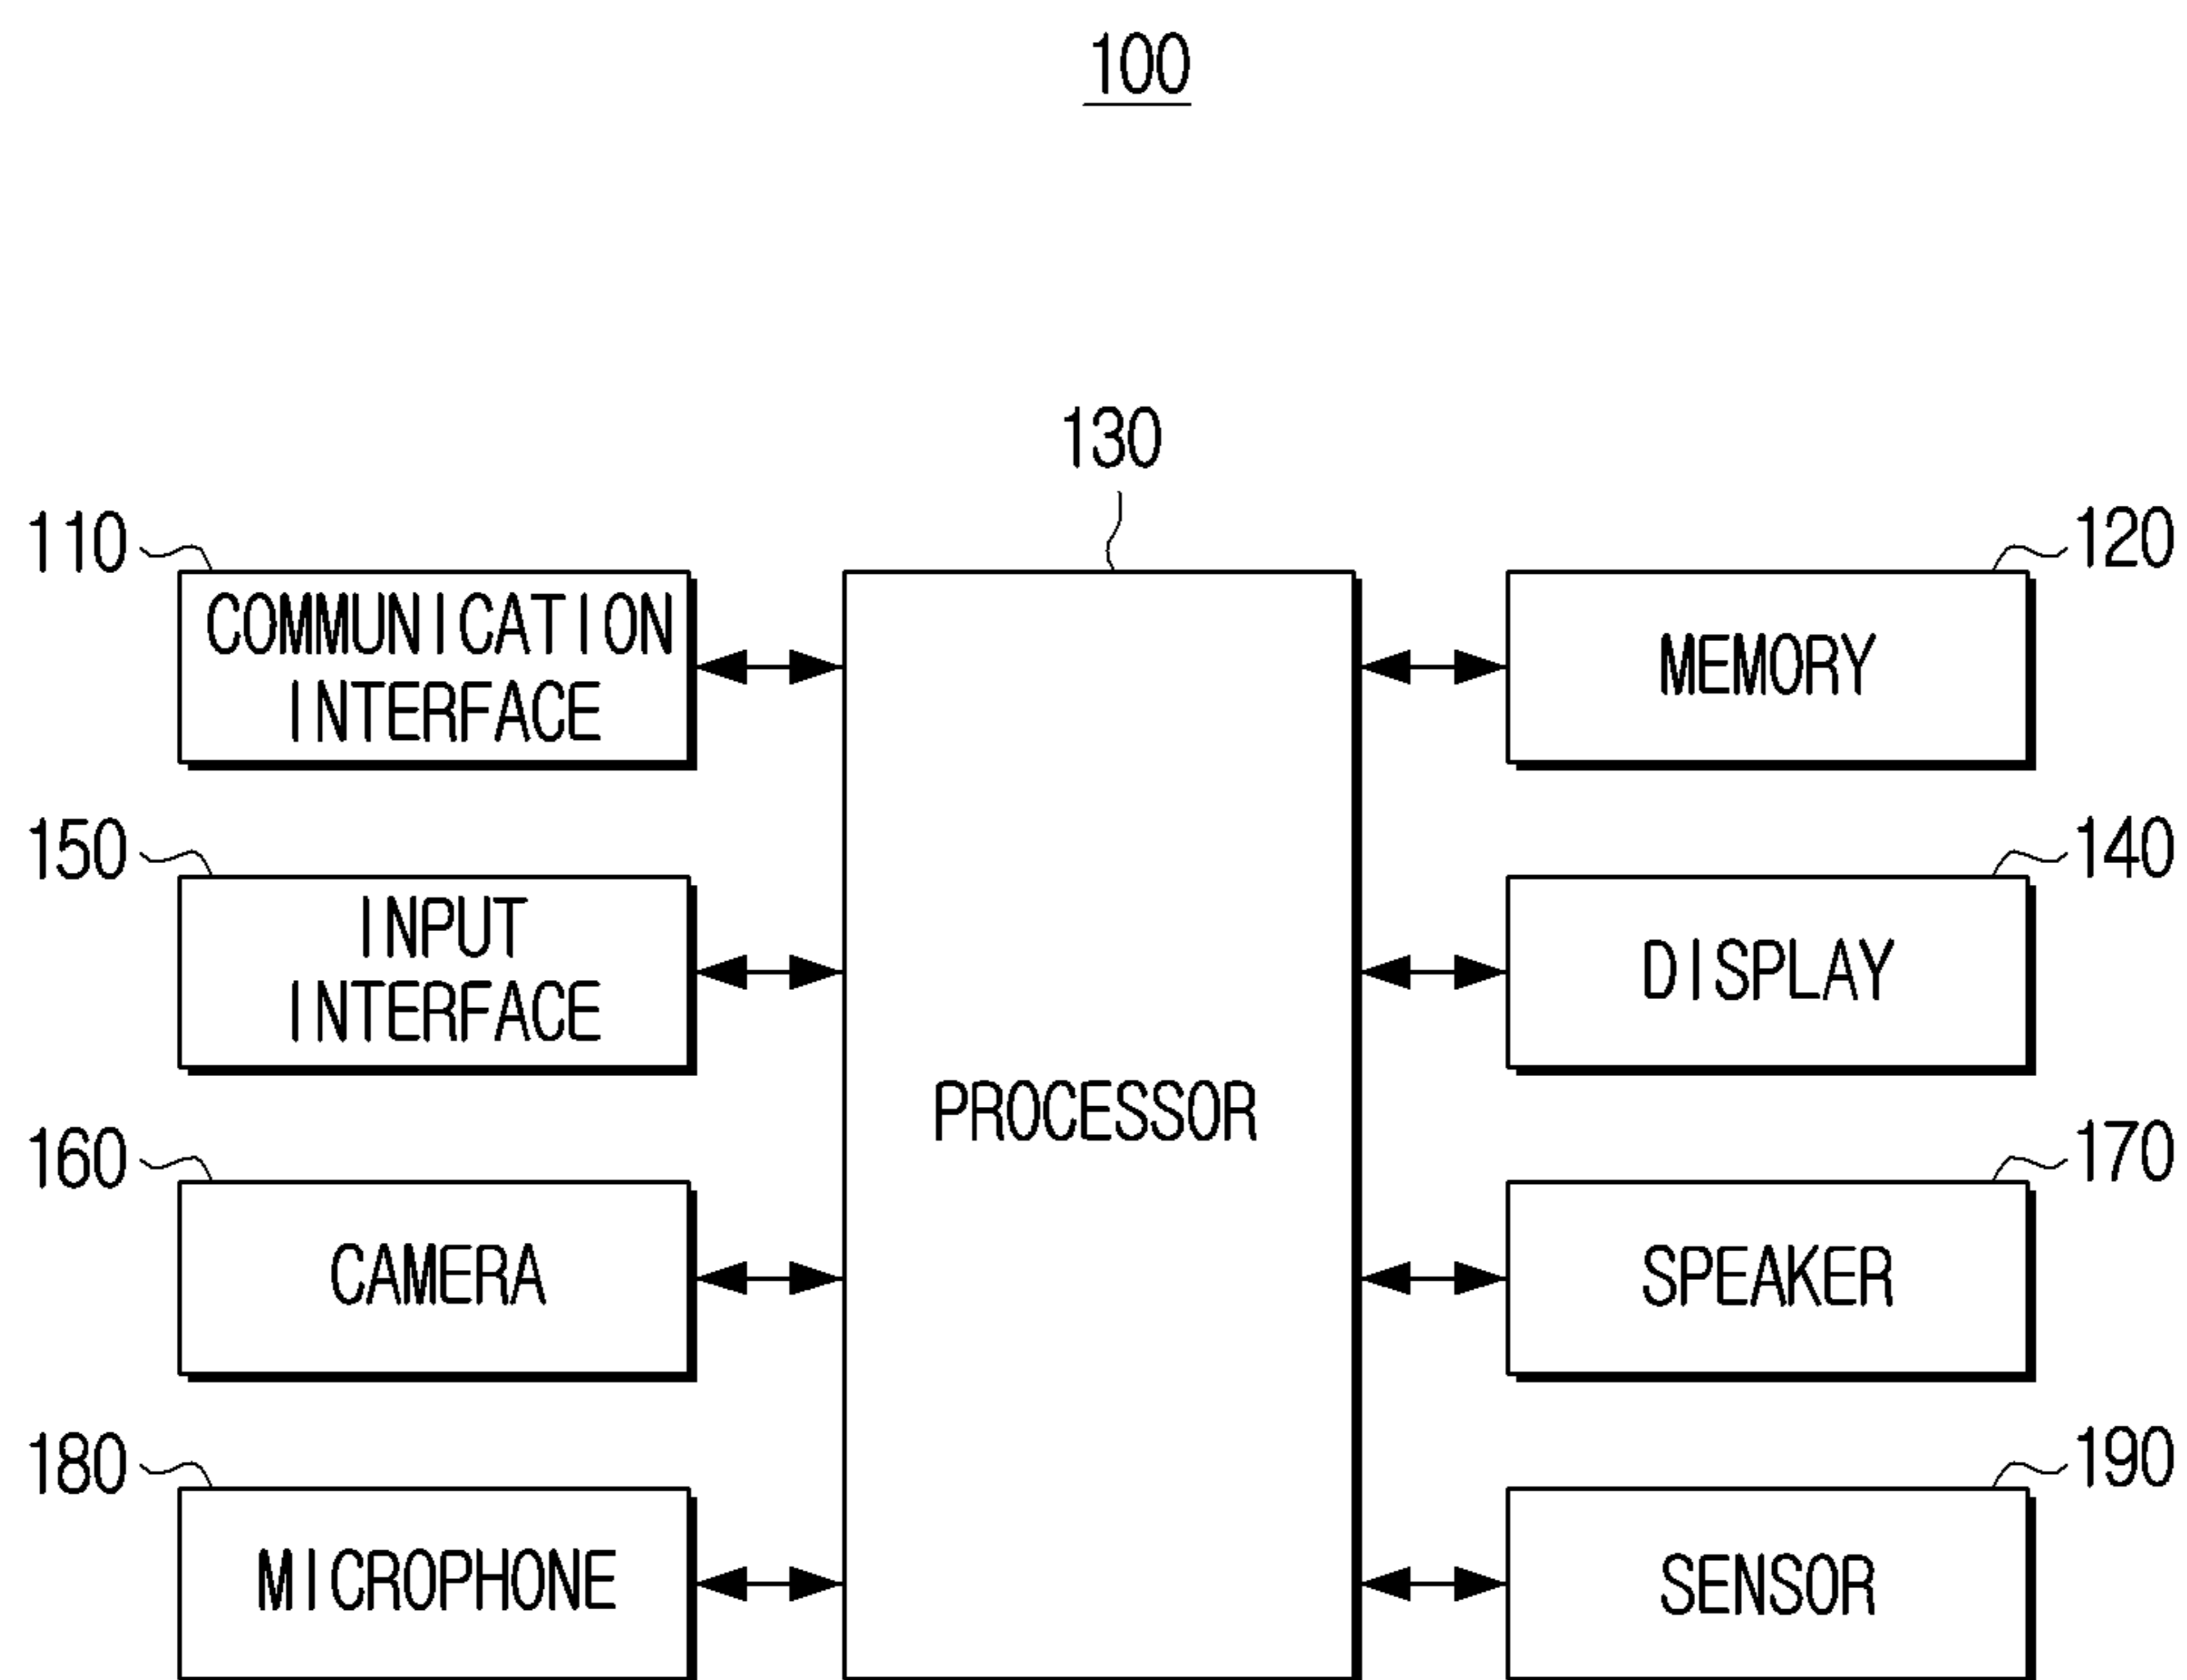 100
130
110
COMMUNICATION
INTERFACE
120
MEMORY
150
INPUT
INTERFACE
140
DISPLAY
PROCESSOR
160
CAMERA
170
SPEAKER
180
MICROPHONE
190
SENSOR